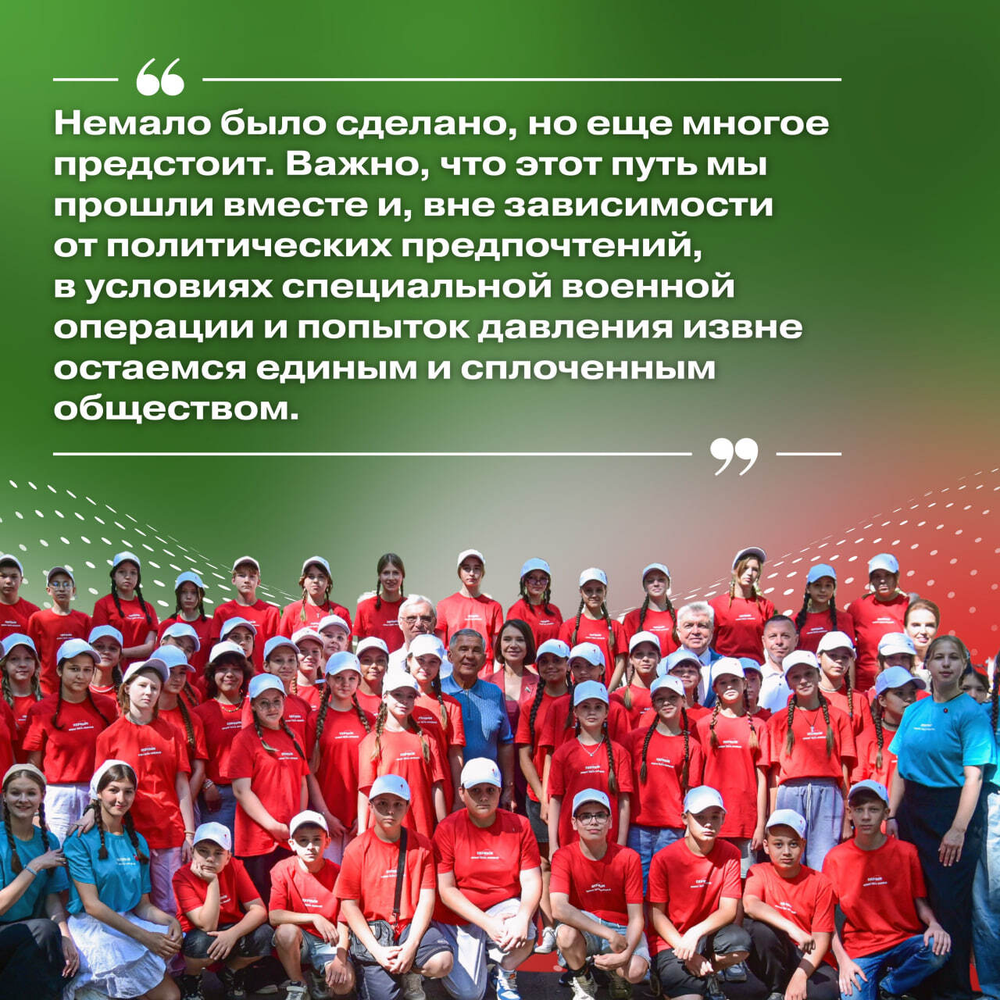 “
Немало было сделано, но еще многое
предстоит. Важно, что этот путь мы
прошли вместе и, вне зависимости
от политических предпочтений,
в условиях специальной военной
операции и попыток давления извне
остаемся единым и сплоченным
обществом.
”